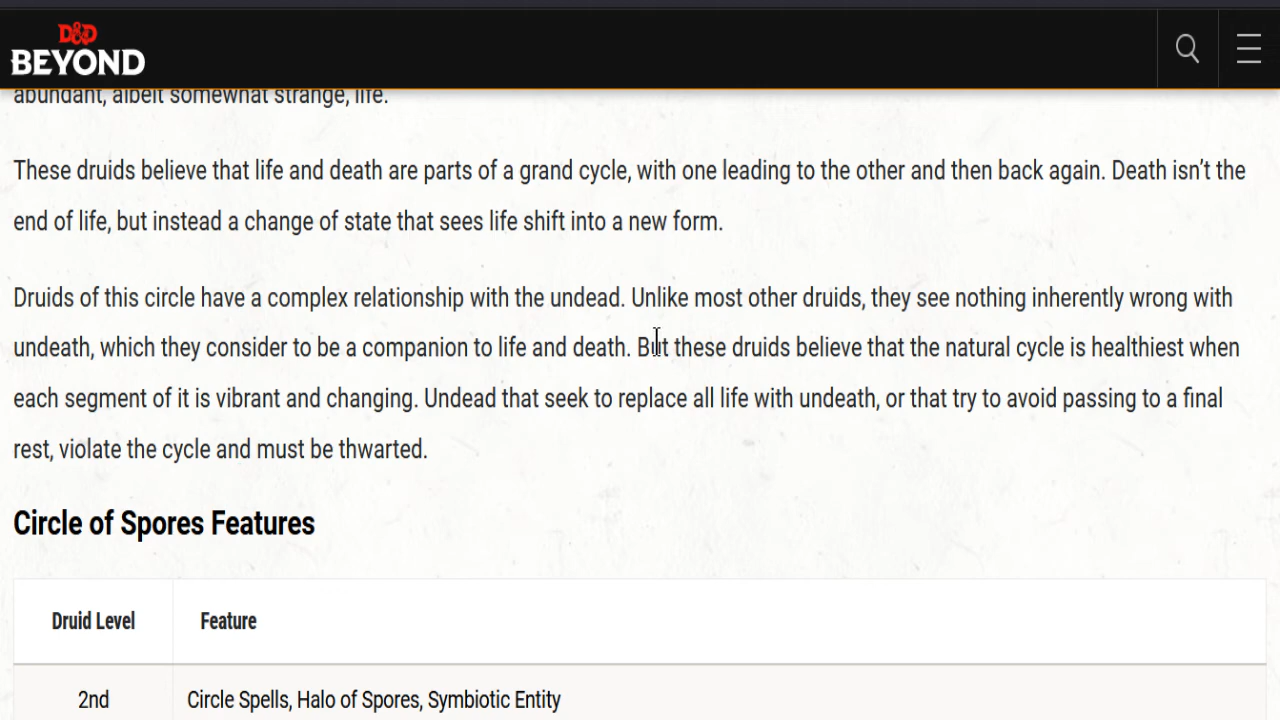 D&D
BEYOND
abundant, albeit somewhat strange, life.
These druids believe that life and death are parts of a grand cycle, with one leading to the other and then back again. Death isn’t the
end of life, but instead a change of state that sees life shift into a new form.
Druids of this circle have a complex relationship with the undead. Unlike most other druids, they see nothing inherently wrong with
undeath, which they consider to be a companion to life and death. But these druids believe that the natural cycle is healthiest when
each segment of it is vibrant and changing. Undead that seek to replace all life with undeath, or that try to avoid passing to a final
rest, violate the cycle and must be thwarted.
Circle of Spores Features
Druid Level Feature
2nd Circle Spells, Halo of Spores, Symbiotic Entity